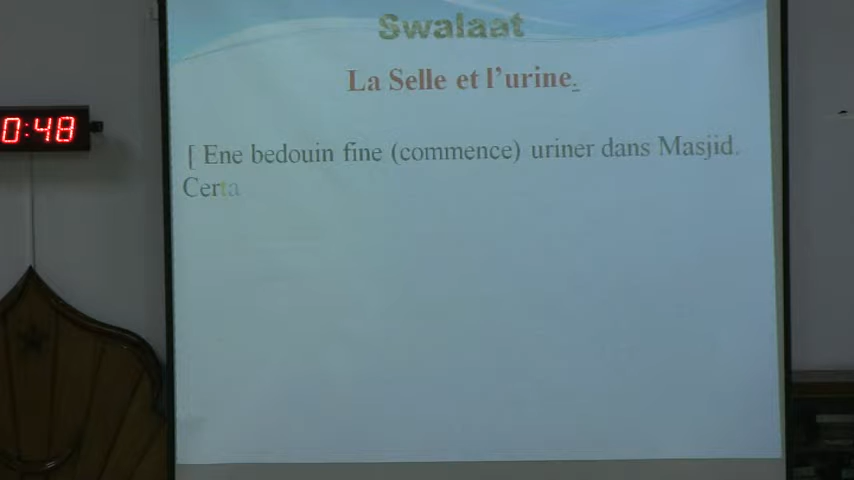 Swalaat
La Selle et l'urine.
0:48
[ Ene bedouin fine (commence) uriner dans Masjid.
Certa